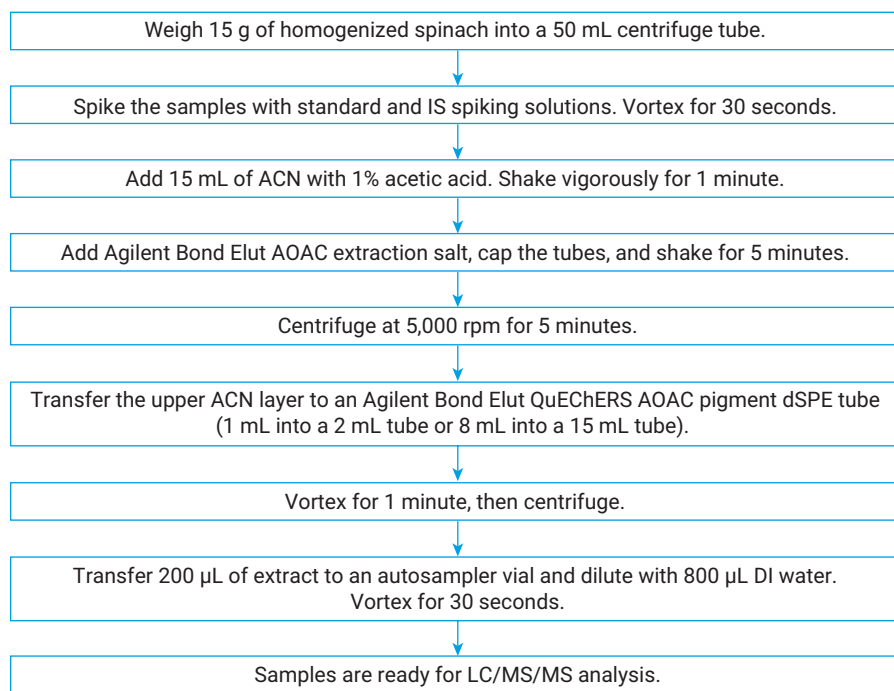 Weigh 15 g of homogenized spinach into a 50 mL centrifuge tube.
Spike the samples with standard and IS spiking solutions. Vortex for 30 seconds.
Add 15 mL of ACN with 1% acetic acid. Shake vigorously for 1 minute.
Add Agilent Bond Elut AOAC extraction salt, cap the tubes, and shake for 5 minutes.
Centrifuge at 5,000 rpm for 5 minutes.
Transfer the upper ACN layer to an Agilent Bond Elut QuEChERS AOAC pigment dSPE tube
(1 mL into a 2 mL tube or 8 mL into a 15 mL tube).
Vortex for 1 minute, then centrifuge.
Transfer 200 µL of extract to an autosampler vial and dilute with 800 µL DI water.
Vortex for 30 seconds.
Samples are ready for LC/MS/MS analysis.